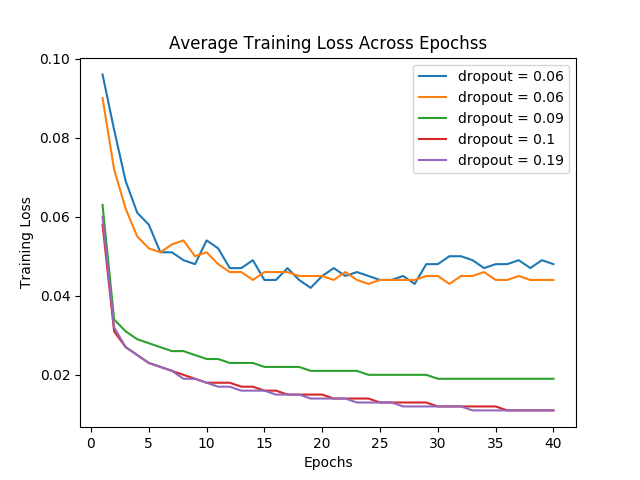 Average Training Loss Across Epochss
0.10
0.08
0.06
0.04
0.02
Training Loss
dropout = 0.06
dropout = 0.06
dropout = 0.09
dropout = 0.1
dropout = 0.19
0 5 10 15 20 25 30 35 40
Epochs